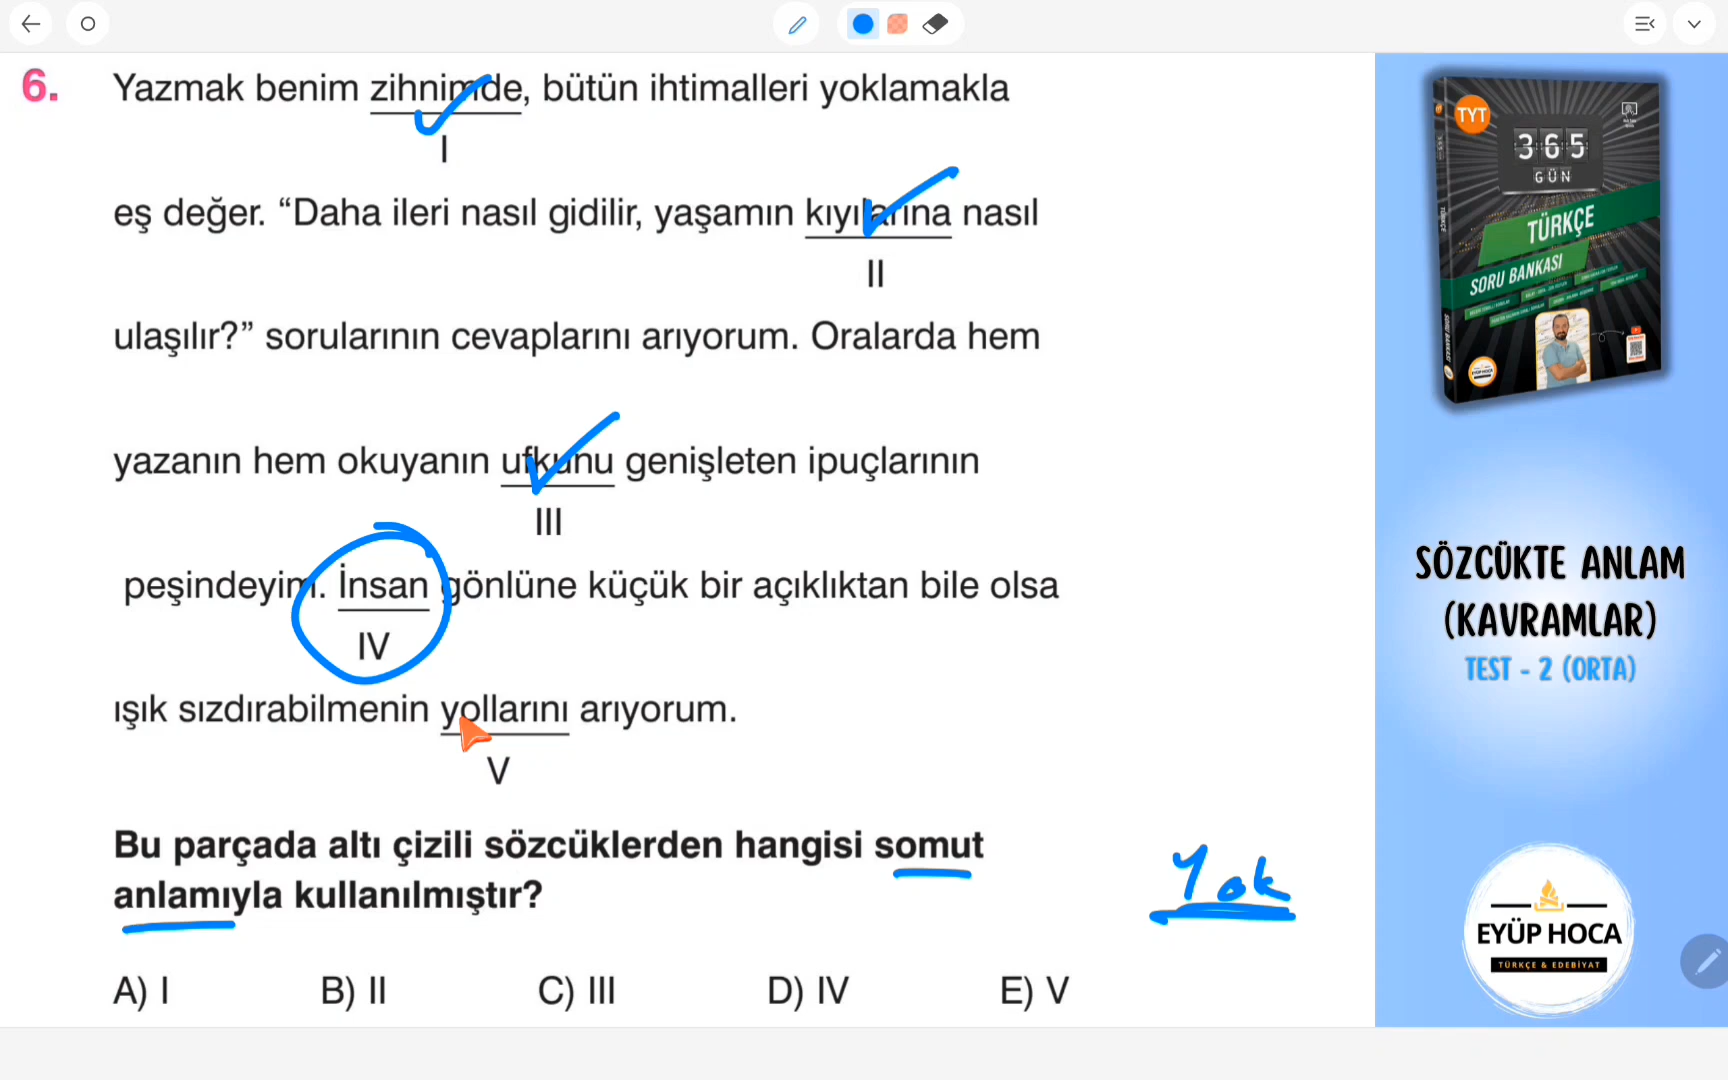 6. Yazmak benim zihnimde, bütün ihtimalleri yoklamakla
I
eş değer. “Daha ileri nasıl gidilir, yaşamın kıyılarına nasıl
II
ulaşılır?” sorularının cevaplarını arıyorum. Oralarda hem
yazanın hem okuyanın ufkunu genişleten ipuçlarının
III
peşindeyim. İnsan gönlüne küçük bir açıklıktan bile olsa
IV
ışık sızdırabilmenin yollarını arıyorum.
V
Bu parçada altı çizili sözcüklerden hangisi somut
anlamıyla kullanılmıştır?
Yok
A) I B) II C) III D) IV E) V
TYT
365
GÜN
TÜRKÇE
SORU BANKASI
SÖZCÜKTE ANLAM
(KAVRAMLAR)
TEST - 2 (ORTA)
EYÜP HOCA
TÜRKÇE & EDEBİYAT